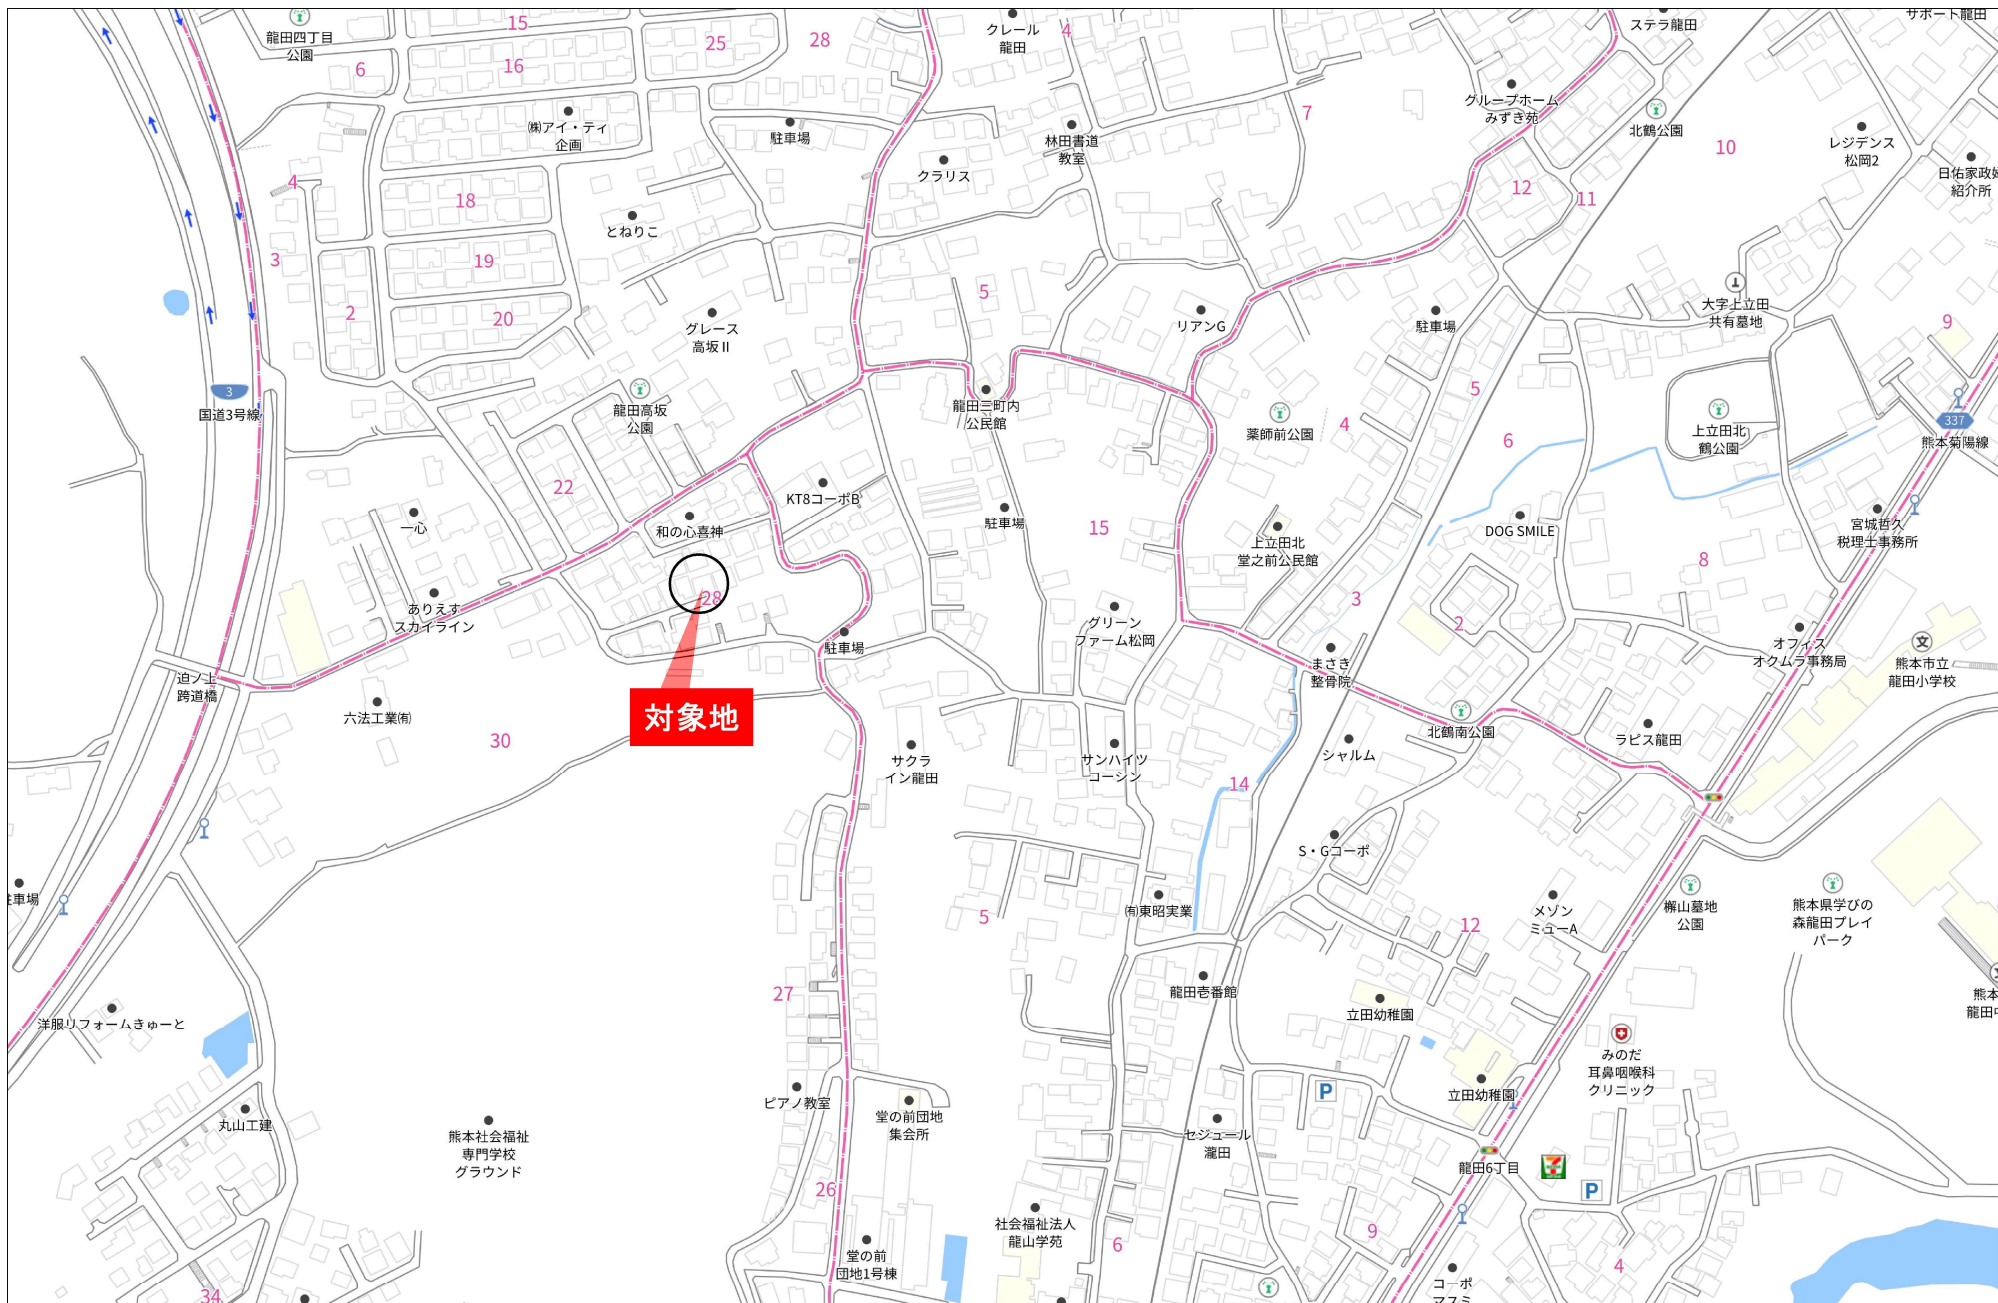 15
龍田四丁目
公園
6
16
25
28
クレール
龍田
4
ステラ龍田
サポート龍田
㈱アイ・ティ
企画
駐車場
林田書道
教室
7
グループホーム
みずき苑
北鶴公園
10
レジデンス
松岡2
日佑家政婦
紹介所
クラリス
4
18
12
11
とねりこ
3
19
5
2
20
グレース
高坂Ⅱ
リアンG
駐車場
大字上立田
共有墓地
9
3
国道3号線
龍田高坂
公園
龍田三町内
公民館
薬師前公園
4
5
6
上立田北
鶴公園
337
熊本菊陽線
22
KT8コーポB
一心
和の心喜神
駐車場
15
上立田北
堂之前公民館
DOG SMILE
宮城哲久
税理士事務所
8
28
ありえす
スカイライン
グリーン
ファーム松岡
3
2
駐車場
まさき
整骨院
オフィス
オクムラ事務局
熊本市立
龍田小学校
迫ノ上
跨道橋
六法工業㈲
対象地
30
サクラ
イン龍田
サンハイツ
コーシン
シャルム
北鶴南公園
ラピス龍田
14
S・Gコーポ
駐車場
5
㈲東昭実業
12
メゾン
ミューA
櫸山墓地
公園
熊本県学びの
森龍田プレイ
パーク
27
龍田壱番館
立田幼稚園
熊本
龍田中
洋服リフォームきゅーと
みのだ
耳鼻咽喉科
クリニック
P
立田幼稚園
ピアノ教室
堂の前団地
集会所
丸山工建
熊本社会福祉
専門学校
グラウンド
セジュール
瀧田
龍田6丁目
7
P
26
社会福祉法人
龍山学苑
6
9
堂の前
団地1号棟
4
34
コーポ
マスミ